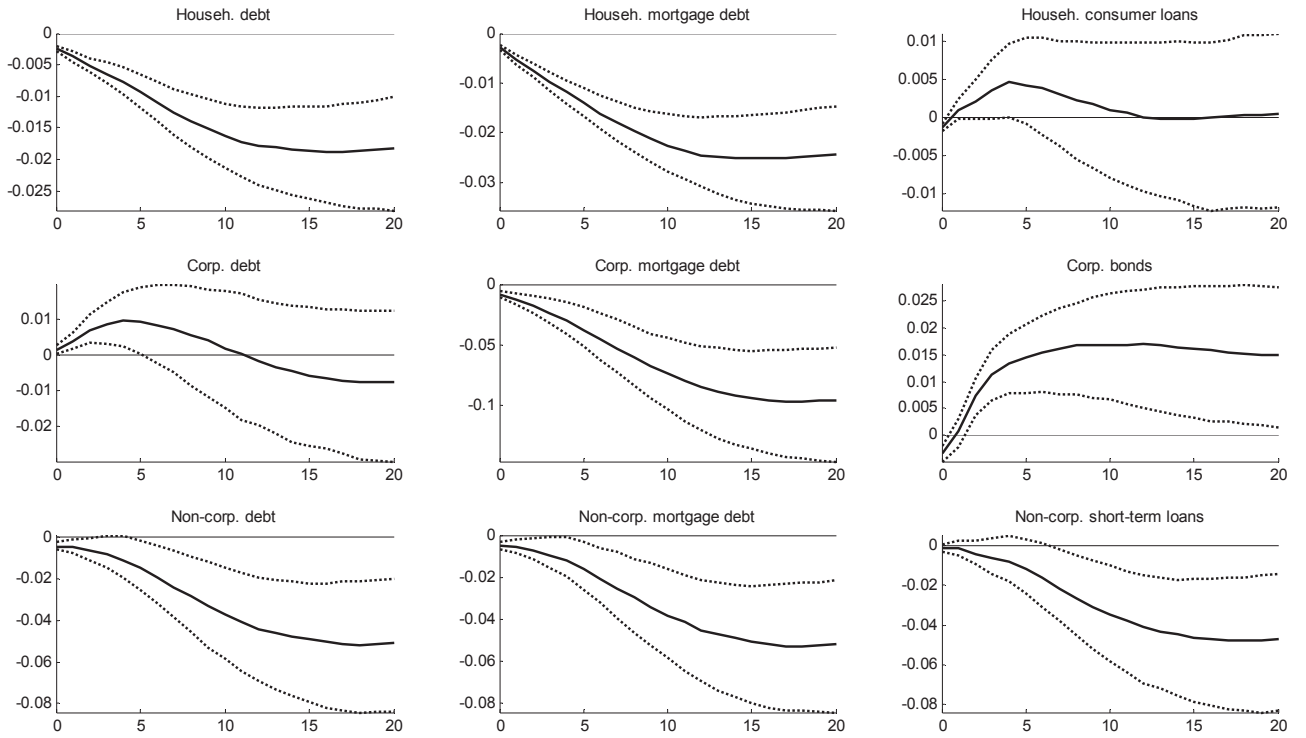 Househ. debt
0
-0.005
-0.01
-0.015
-0.02
-0.025
0 5 10 15 20
Househ. mortgage debt
0
-0.01
-0.02
-0.03
0 5 10 15 20
Househ. consumer loans
0.01
0.005
0
-0.005
-0.01
0 5 10 15 20
Corp. debt
0.01
0
-0.01
-0.02
0 5 10 15 20
Corp. mortgage debt
0
-0.05
-0.1
0 5 10 15 20
Corp. bonds
0.025
0.02
0.015
0.01
0.005
0
0 5 10 15 20
Non-corp. debt
0
-0.02
-0.04
-0.06
-0.08
0 5 10 15 20
Non-corp. mortgage debt
0
-0.02
-0.04
-0.06
-0.08
0 5 10 15 20
Non-corp. short-term loans
0
-0.02
-0.04
-0.06
-0.08
0 5 10 15 20